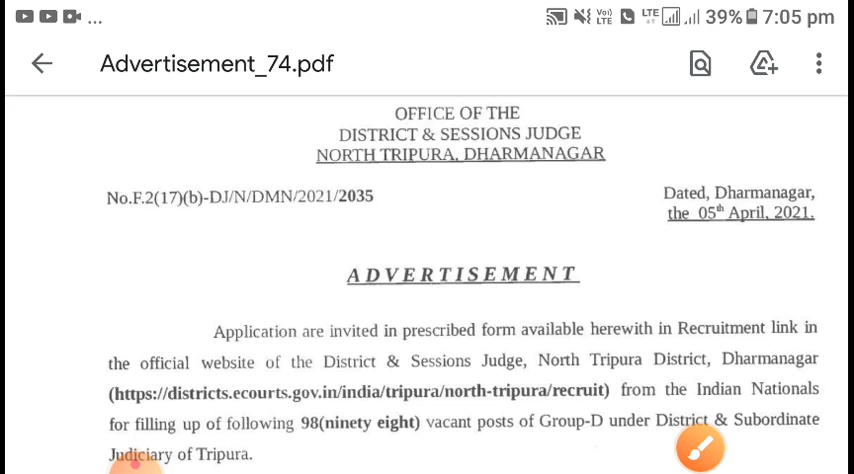 ... Vo) LTE LTE 39% 7:05 pm
Advertisement_74.pdf
OFFICE OF THE
DISTRICT & SESSIONS JUDGE
NORTH TRIPURA, DHARMANAGAR
No.F.2(17)(b)-DJ/N/DMN/2021/2035
Dated, Dharmanagar,
the 05th April, 2021.
ADVERTISEMENT
Application are invited in prescribed form available herewith in Recruitment link in
the official website of the District & Sessions Judge, North Tripura District, Dharmanagar
(https://districts.ecourts.gov.in/india/tripura/north-tripura/recruit) from the Indian Nationals
for filling up of following 98(ninety eight) vacant posts of Group-D under District & Subordinate
Judiciary of Tripura.